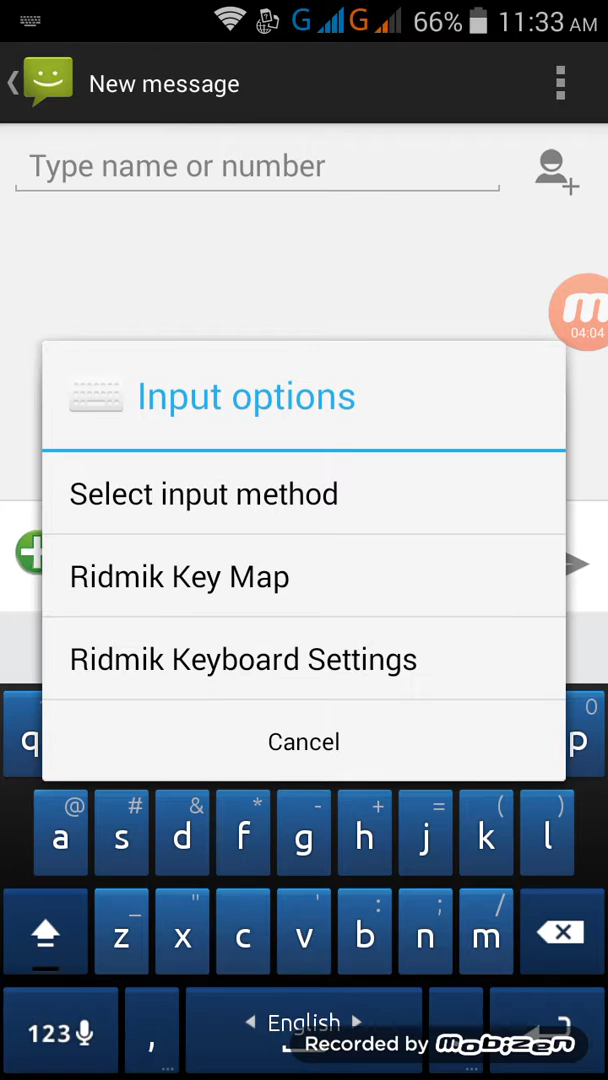 G G 66% 11:33 AM
New message
Type name or number
m
04:04
Input options
Select input method
Ridmik Key Map
Ridmik Keyboard Settings
Cancel
0
q p
@ # & * - + = ( )
a s d f g h j k l
_ " ' : ; /
z x c v b n m
123 , English
Recorded by mobizen